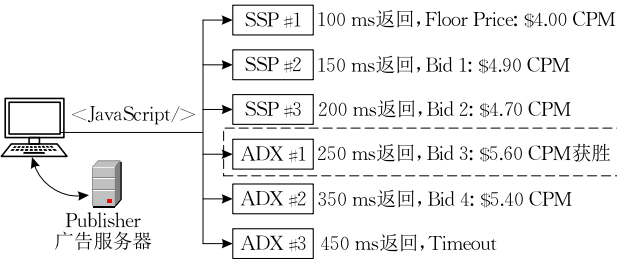 SSP #1 100 ms返回, Floor Price: $4.00 CPM
SSP #2 150 ms返回, Bid 1: $4.90 CPM
SSP #3 200 ms返回, Bid 2: $4.70 CPM
<JavaScript/>
ADX #1 250 ms返回, Bid 3: $5.60 CPM获胜
ADX #2 350 ms返回, Bid 4: $5.40 CPM
ADX #3 450 ms返回, Timeout
Publisher
广告服务器